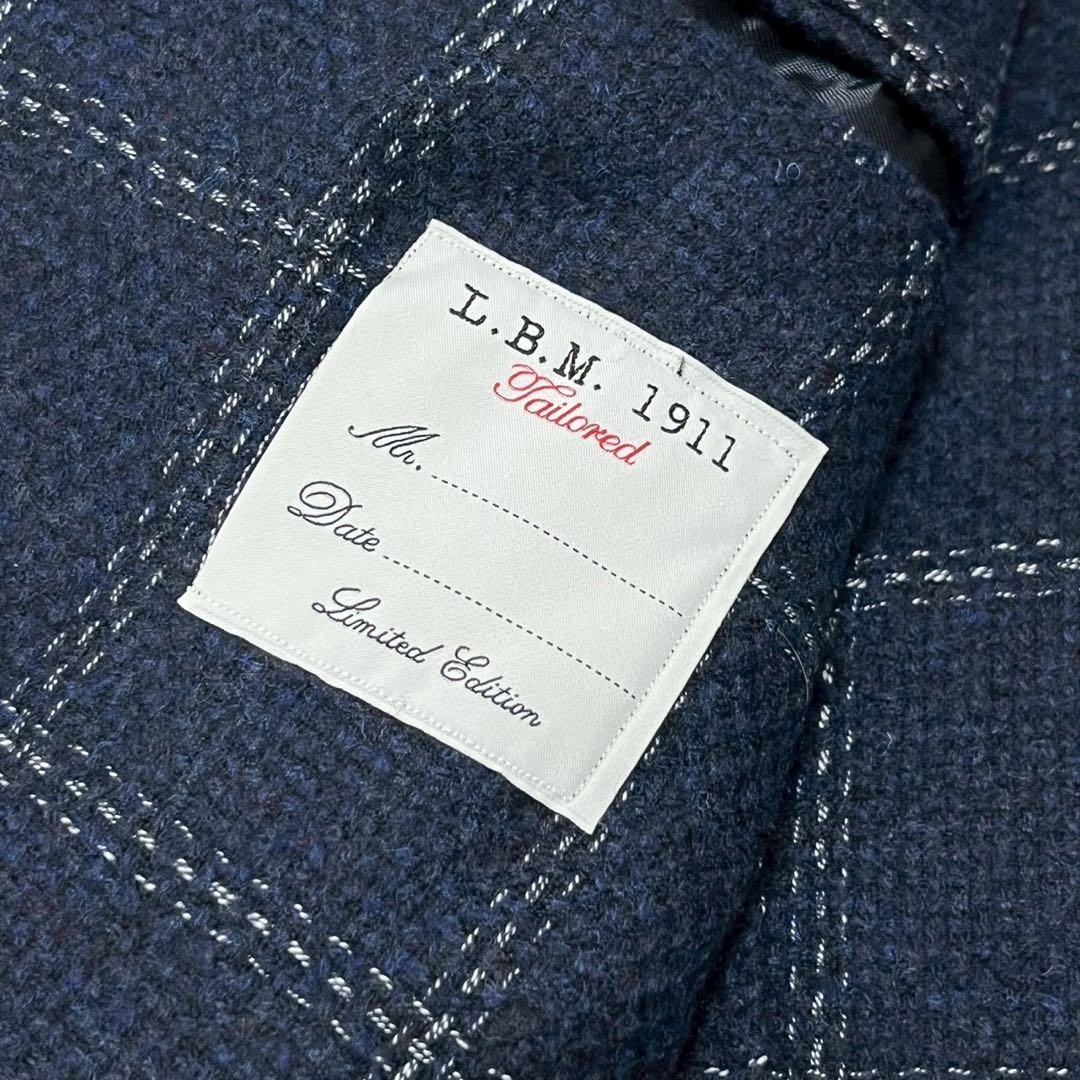 L.B.M. 1911
Tailored
Mr.
Date
Limited Edition